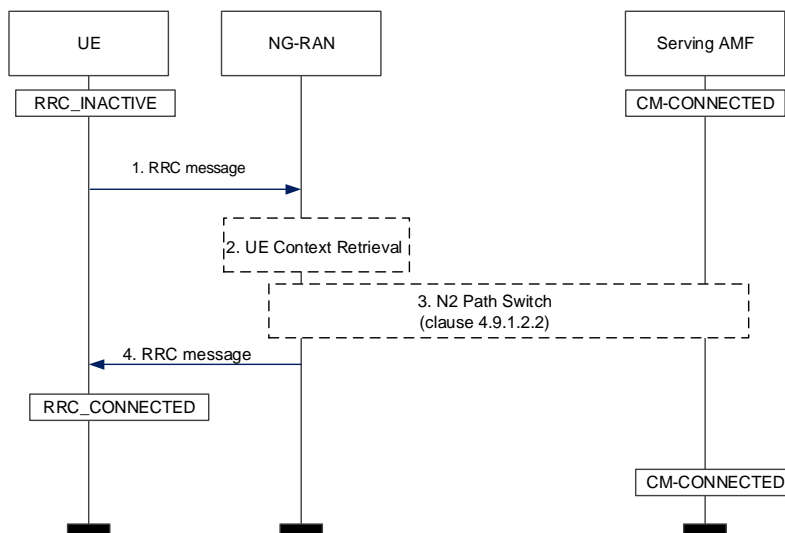 UE
NG-RAN
Serving AMF
RRC_INACTIVE
CM-CONNECTED
1. RRC message
2. UE Context Retrieval
3. N2 Path Switch
(clause 4.9.1.2.2)
4. RRC message
RRC_CONNECTED
CM-CONNECTED